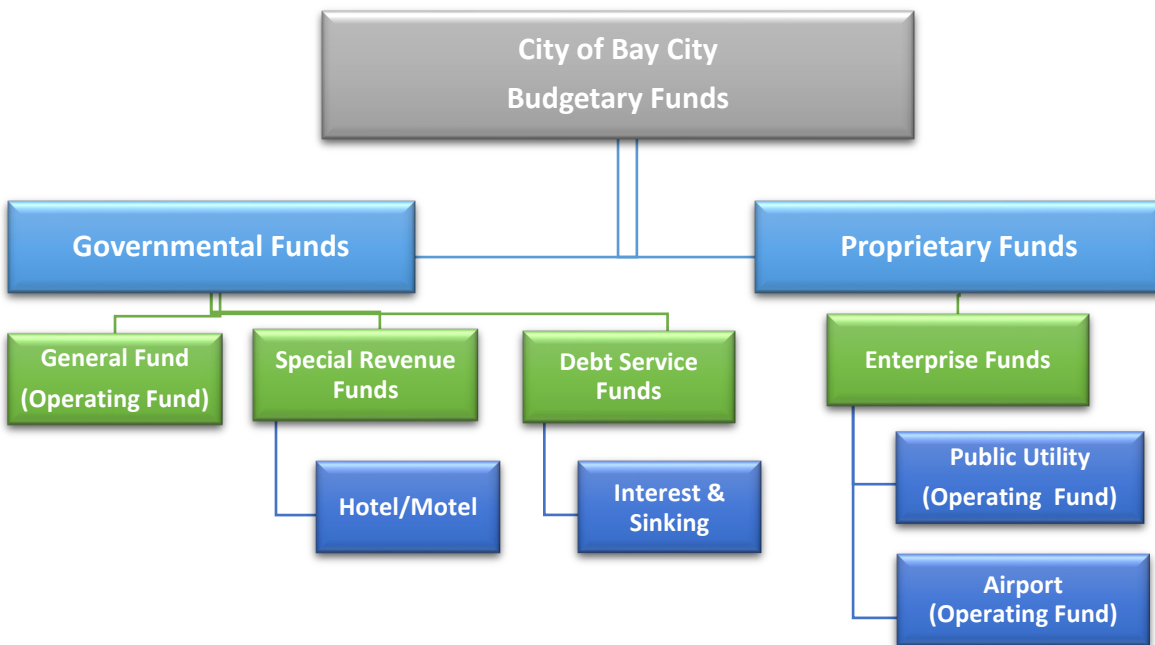 City of Bay City
Budgetary Funds
Governmental Funds
Proprietary Funds
General Fund
(Operating Fund)
Special Revenue
Funds
Debt Service
Funds
Enterprise Funds
Hotel/Motel
Interest &
Sinking
Public Utility
(Operating Fund)
Airport
(Operating Fund)